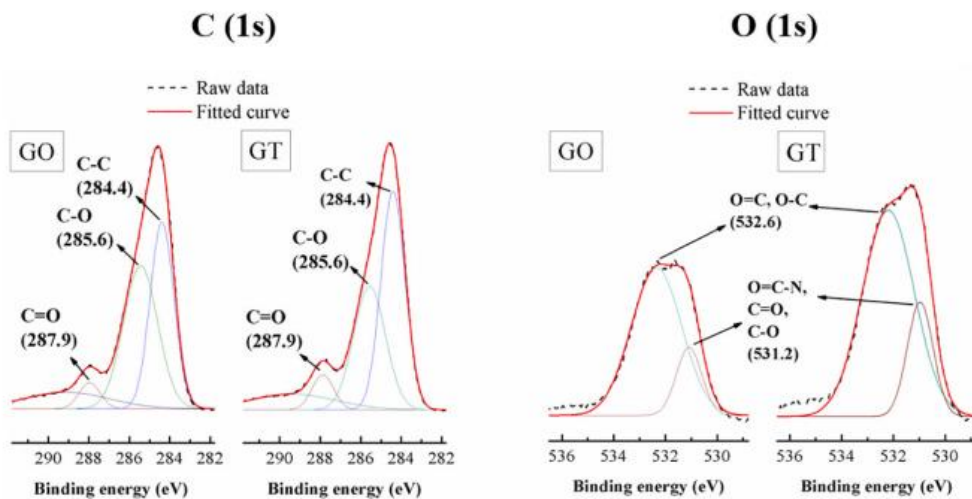 C (1s)
O (1s)
Raw data
Fitted curve
GO
C-C
(284.4)
C-O
(285.6)
C=O
(287.9)
290 288 286 284 282
Binding energy (eV)
GT
C-C
(284.4)
C-O
(285.6)
C=O
(287.9)
290 288 286 284 282
Binding energy (eV)
Raw data
Fitted curve
GO
GT
O=C, O-C
(532.6)
O=C-N,
C=O,
C-O
(531.2)
536 534 532 530
Binding energy (eV)
536 534 532 530
Binding energy (eV)